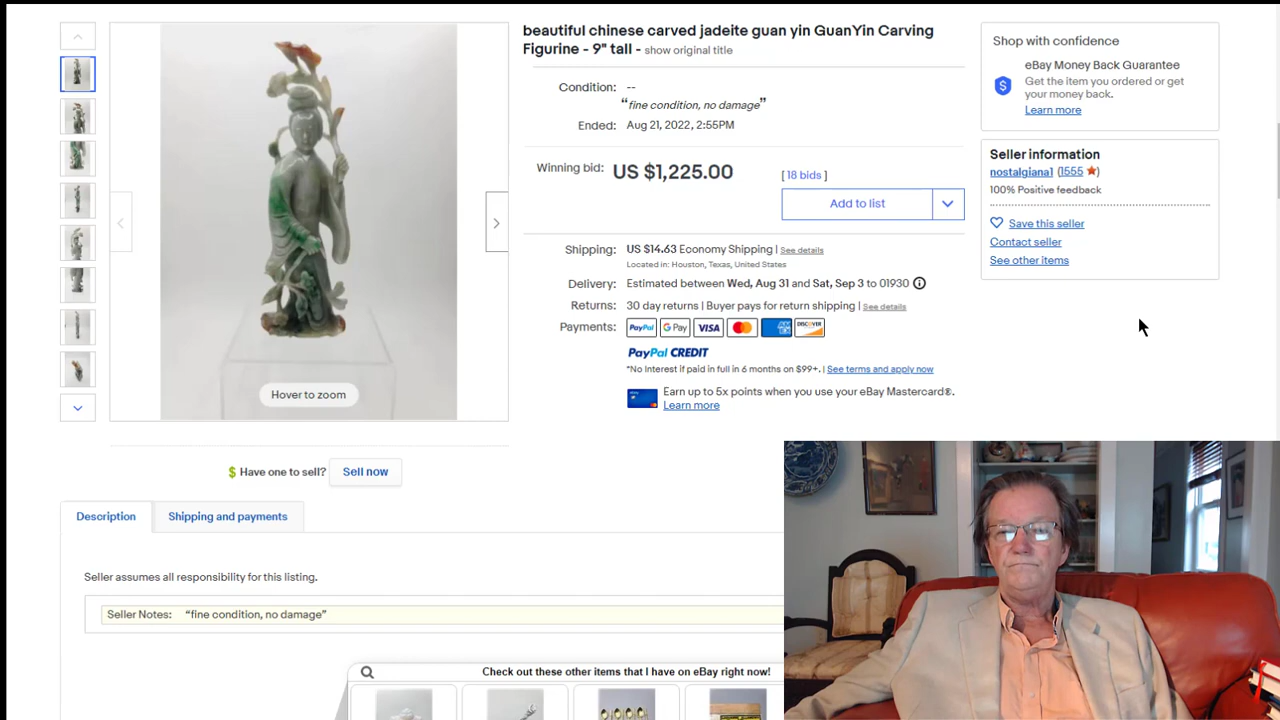 beautiful chinese carved jadeite guan yin GuanYin Carving
Figurine - 9" tall - show original title
Condition: --
"fine condition, no damage"
Ended: Aug 21, 2022, 2:55PM
Winning bid: US $1,225.00 [ 18 bids ]
Add to list
Shipping: US $14.63 Economy Shipping | See details
Located in: Houston, Texas, United States
Delivery: Estimated between Wed, Aug 31 and Sat, Sep 3 to 01930
Returns: 30 day returns | Buyer pays for return shipping | See details
Payments: PayPal G Pay VISA DISCOVER
PayPal CREDIT
*No Interest if paid in full in 6 months on $99+. | See terms and apply now
Earn up to 5x points when you use your eBay Mastercard®.
Learn more
Shop with confidence
eBay Money Back Guarantee
Get the item you ordered or get
your money back.
Learn more
Seller information
nostalgiana1 (1555 ★)
100% Positive feedback
Save this seller
Contact seller
See other items
Hover to zoom
Have one to sell? Sell now
Description Shipping and payments
Seller assumes all responsibility for this listing.
Seller Notes: "fine condition, no damage"
Check out these other items that I have on eBay right now!